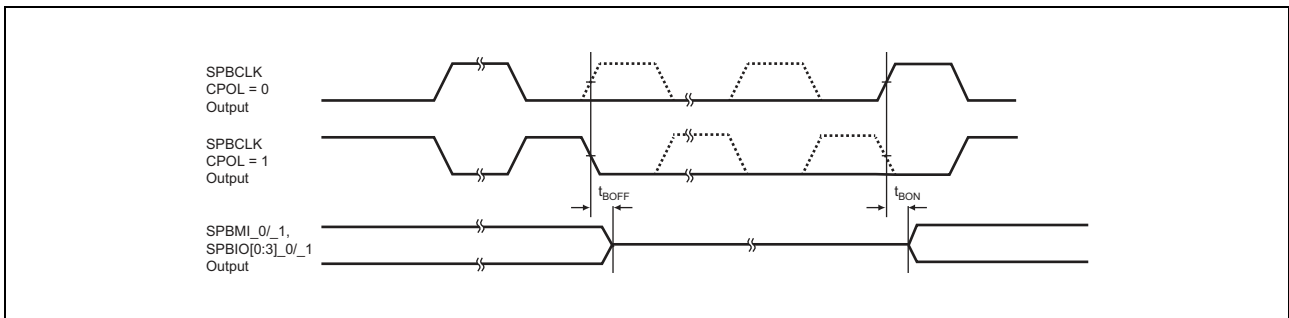 SPBCLK
CPOL = 0
Output
SPBCLK
CPOL = 1
Output
tBOFF
tBON
SPBMI_0/_1,
SPBIO[0:3]_0/_1
Output